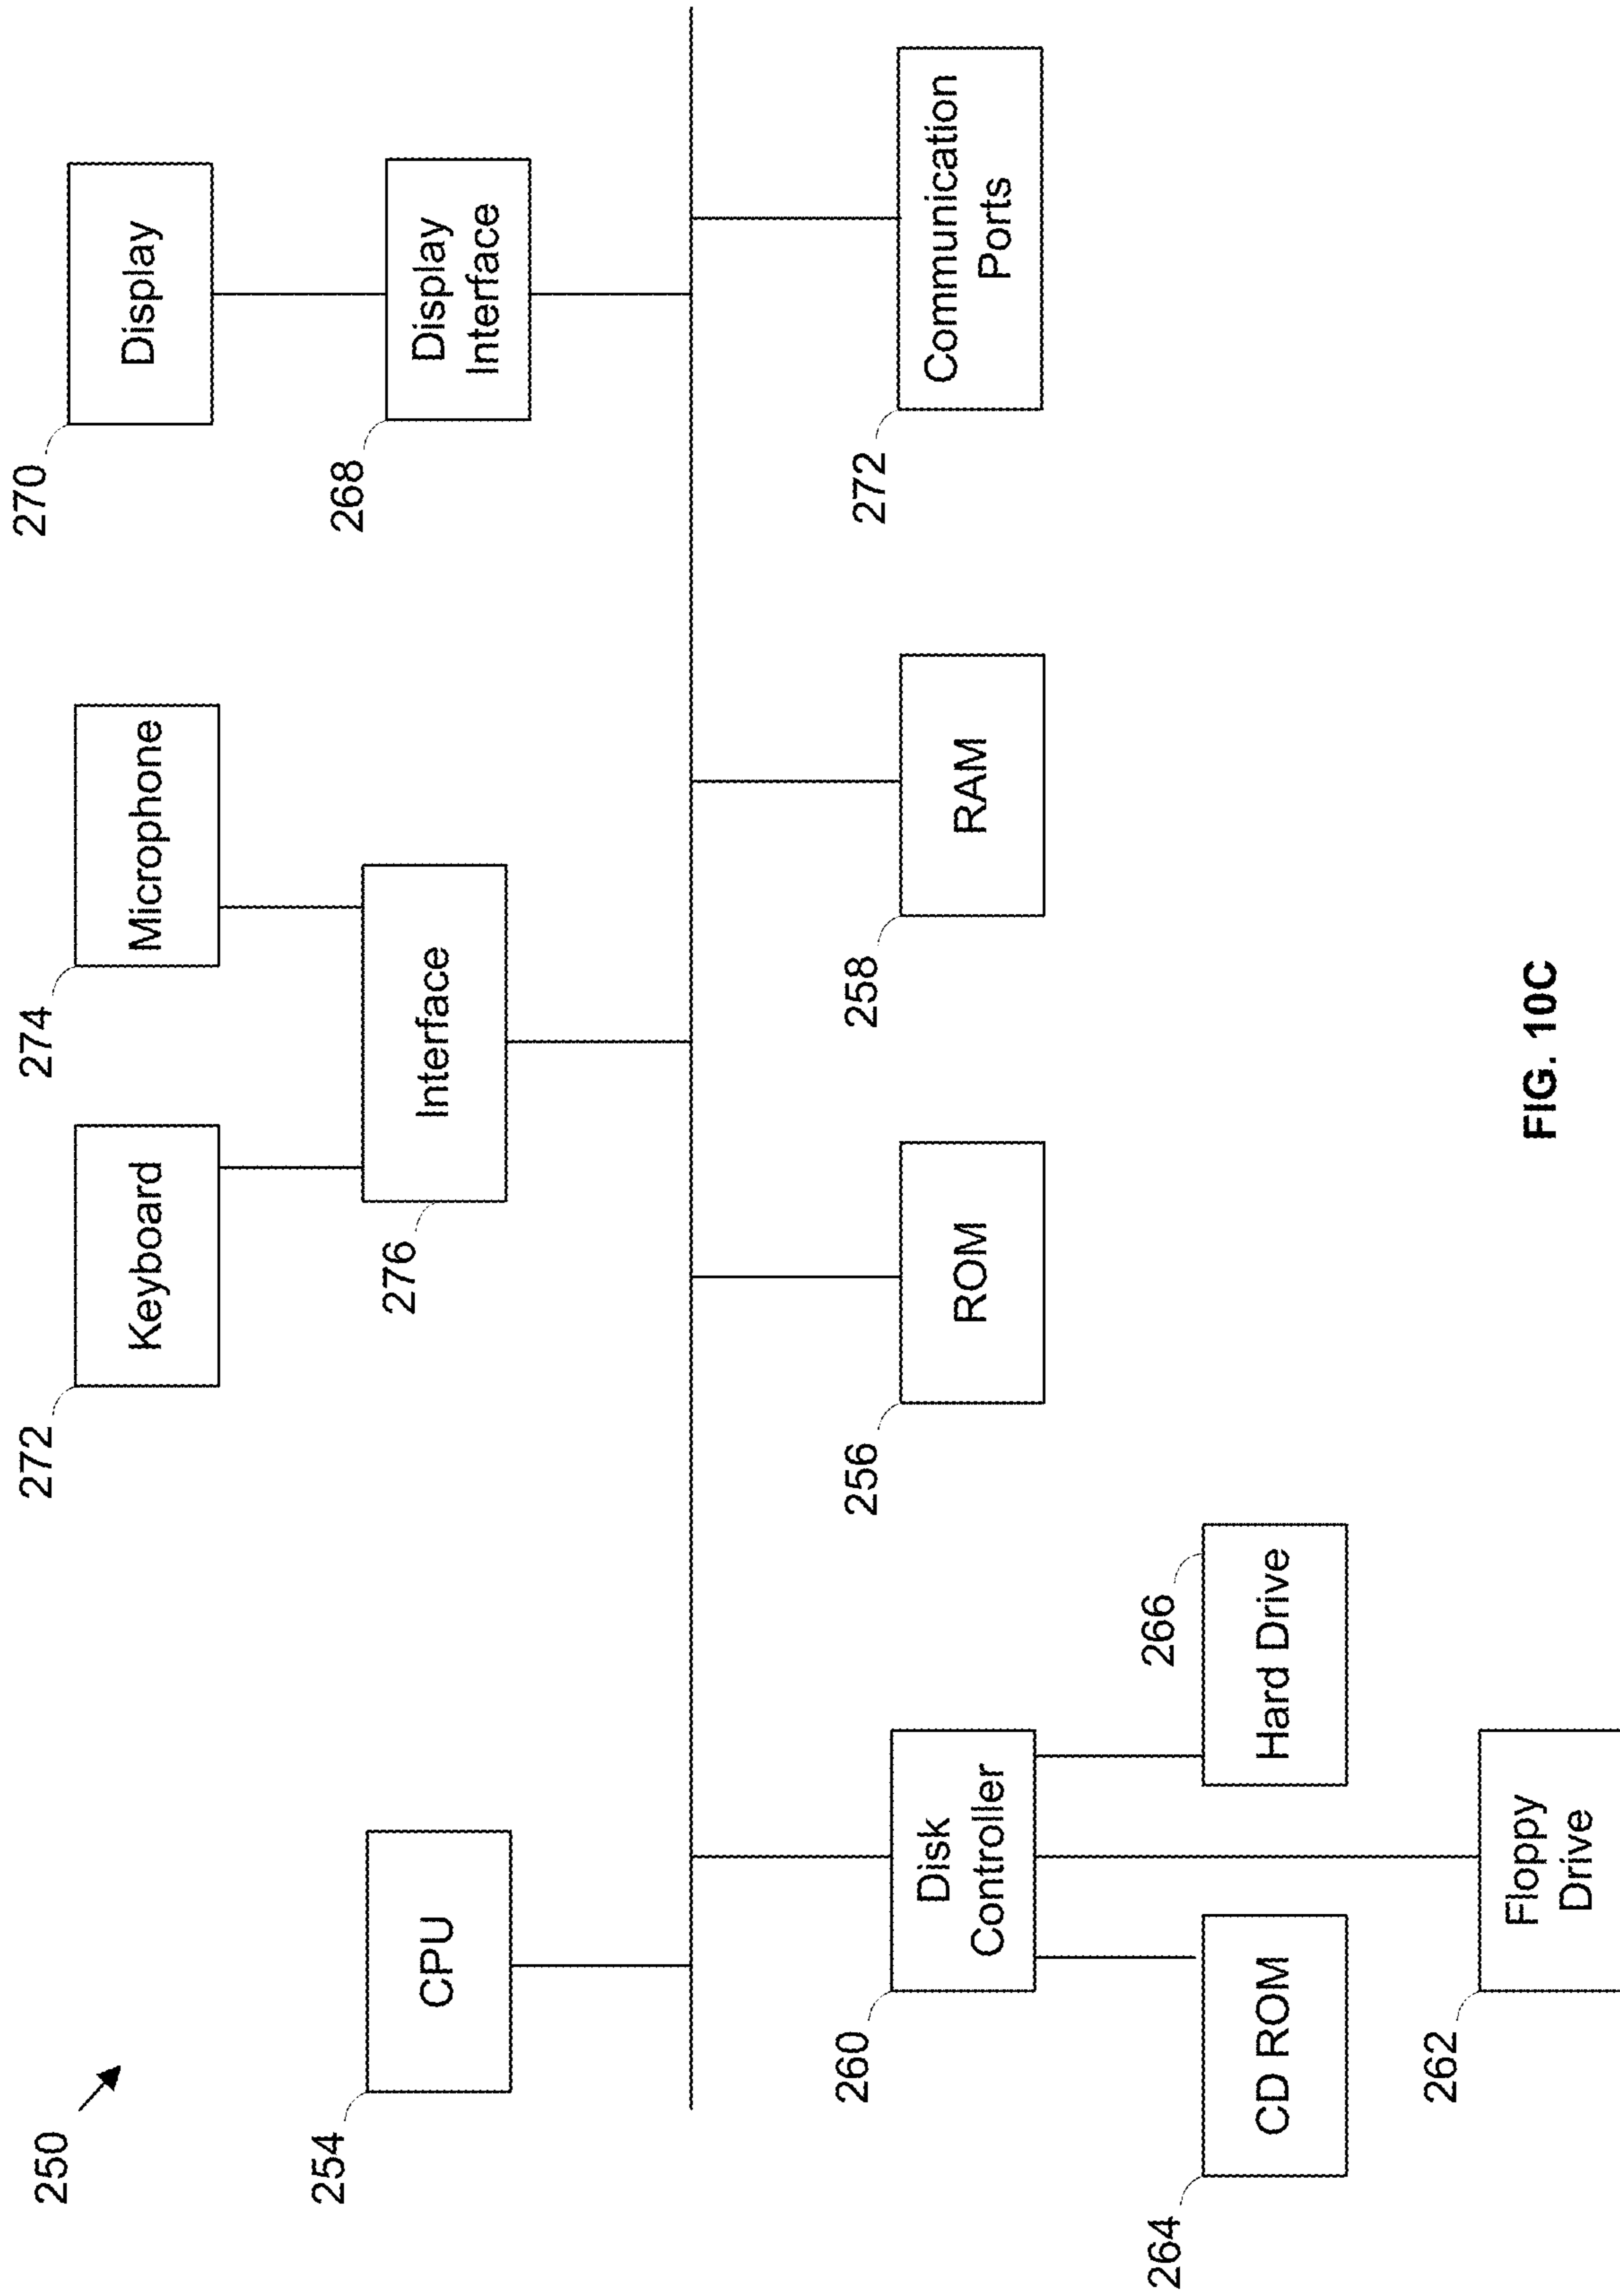 250
272
Keyboard
274
Microphone
270
Display
254
CPU
276
Interface
268
Display
Interface
260
Disk
Controller
256
ROM
258
RAM
272
Communication
Ports
264
CD ROM
266
Hard Drive
262
Floppy
Drive
FIG. 10C